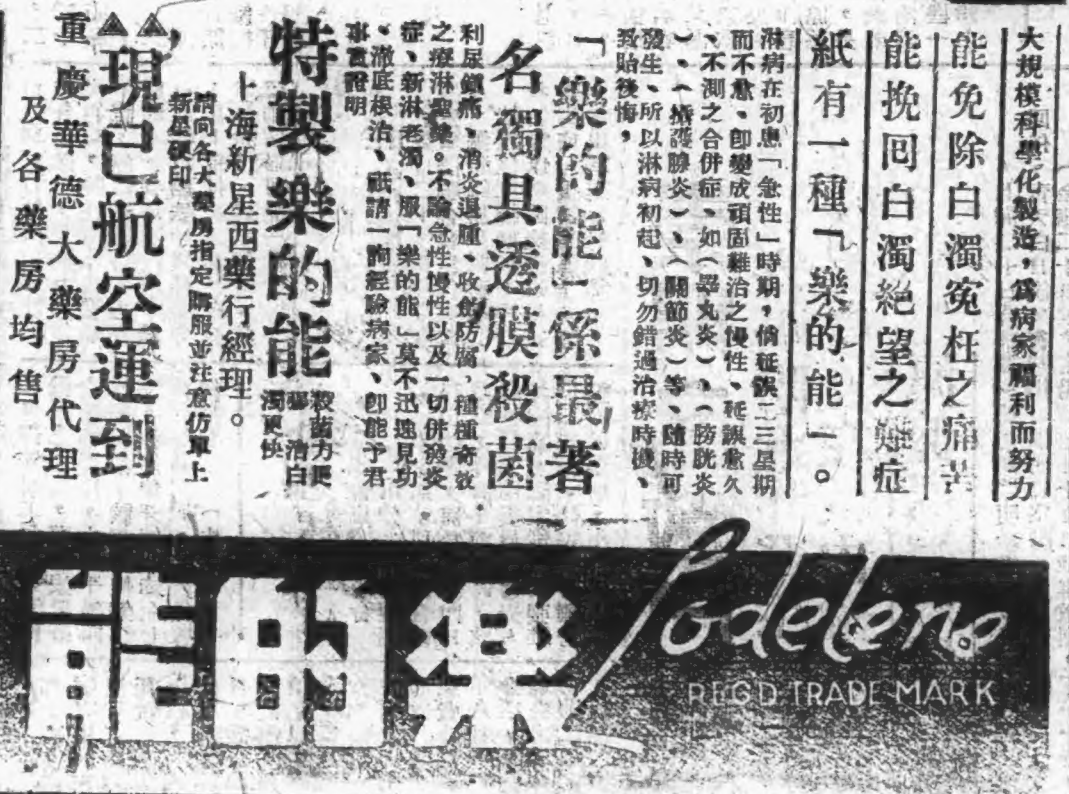 大規模科學化製造，爲病家福利而努力
能免除白濁冤枉之痛苦
能挽囘白濁絕望之難症
紙有一種「樂的能」。
淋病在初患「急性」時期，倘延誤二三星期
而不愈、卽變成頑固難治之慢性、延誤愈久
、不測之合併症、如（睾丸炎）、（膀胱炎
）、（攝護腺炎）、（關節炎）等、隨時可
發生、所以淋病初起、切勿錯過治療時機、
致貽後悔，
「樂的能」係最著
名獨具透膜殺菌
利尿鎭痛、消炎退腫、收斂防腐、種種奇效
之療淋聖藥。不論急性慢性以及一切併發炎
症、新淋老濁、服「樂的能」莫不迅速見功
、澈底根治、祇請一詢經驗病家、卽能予君
事實證明
特製樂的能
殺菌力更
治白
濁更快
上海新星西藥行經理。
請向各大藥房指定購服並注意仿單上
新星硬印
▲▲現已航空運到
重慶華德大藥房代理
及各藥房均售
Lodelene
REG'D TRADE MARK
能的樂